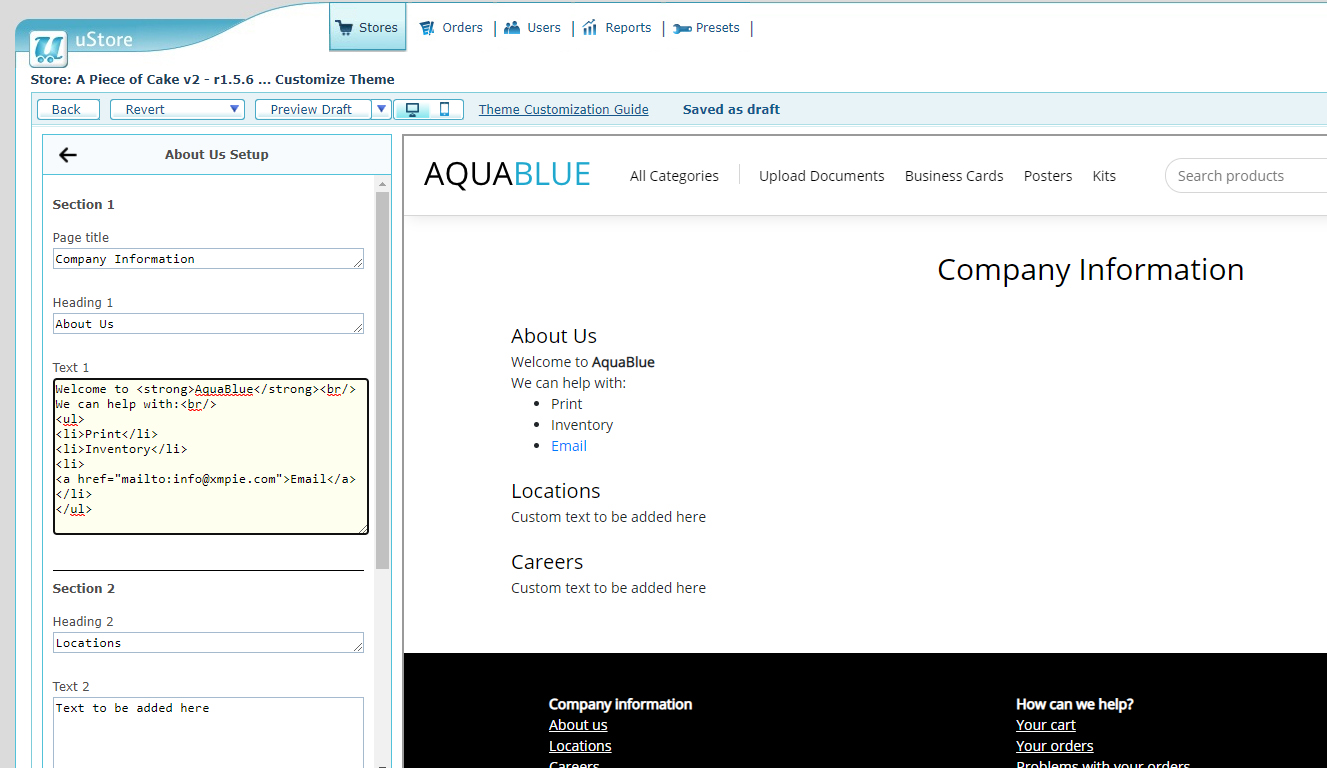 uStore
Stores
Orders
Users
Reports
Presets
Store: A Piece of Cake v2 - r1.5.6 ... Customize Theme
Back
Revert
Preview Draft
Theme Customization Guide
Saved as draft
About Us Setup
Section 1
Page title
Company Information
Heading 1
About Us
Text 1
Welcome to <strong>AquaBlue</strong><br/>
We can help with:<br/>
<ul>
<li>Print</li>
<li>Inventory</li>
<li>
<a href="mailto:info@xmpie.com">Email</a>
</li>
</ul>
Section 2
Heading 2
Locations
Text 2
Text to be added here
AQUABLUE
All Categories
Upload Documents
Business Cards
Posters
Kits
Search products
Company Information
About Us
Welcome to AquaBlue
We can help with:
Print
Inventory
Email
Locations
Custom text to be added here
Careers
Custom text to be added here
Company information
About us
Locations
Careers
How can we help?
Your cart
Your orders
Problems with your orders